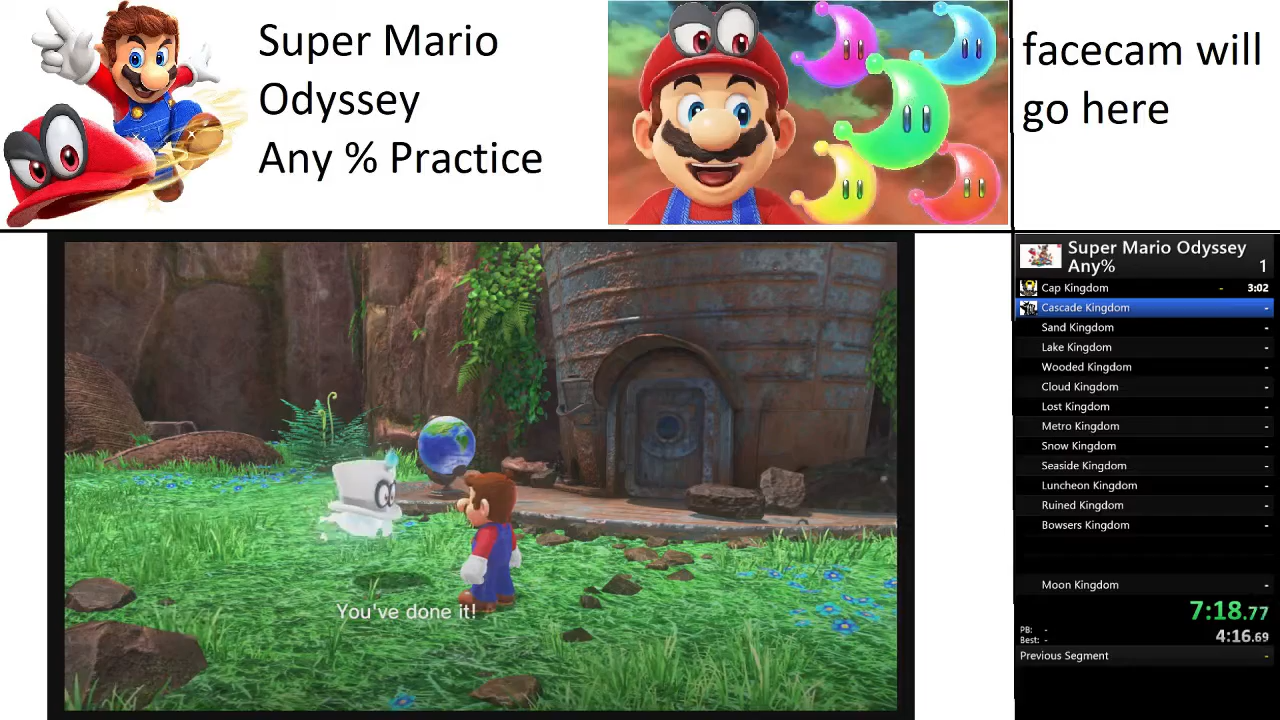 Super Mario
Odyssey
Any % Practice
facecam will
go here
You've done it!
Super Mario Odyssey
Any% 1
Cap Kingdom - 3:02
Cascade Kingdom -
Sand Kingdom -
Lake Kingdom -
Wooded Kingdom -
Cloud Kingdom -
Lost Kingdom -
Metro Kingdom -
Snow Kingdom -
Seaside Kingdom -
Luncheon Kingdom -
Ruined Kingdom -
Bowsers Kingdom -
Moon Kingdom -
7:18.77
PB: -
Best: - 4:16.69
Previous Segment -